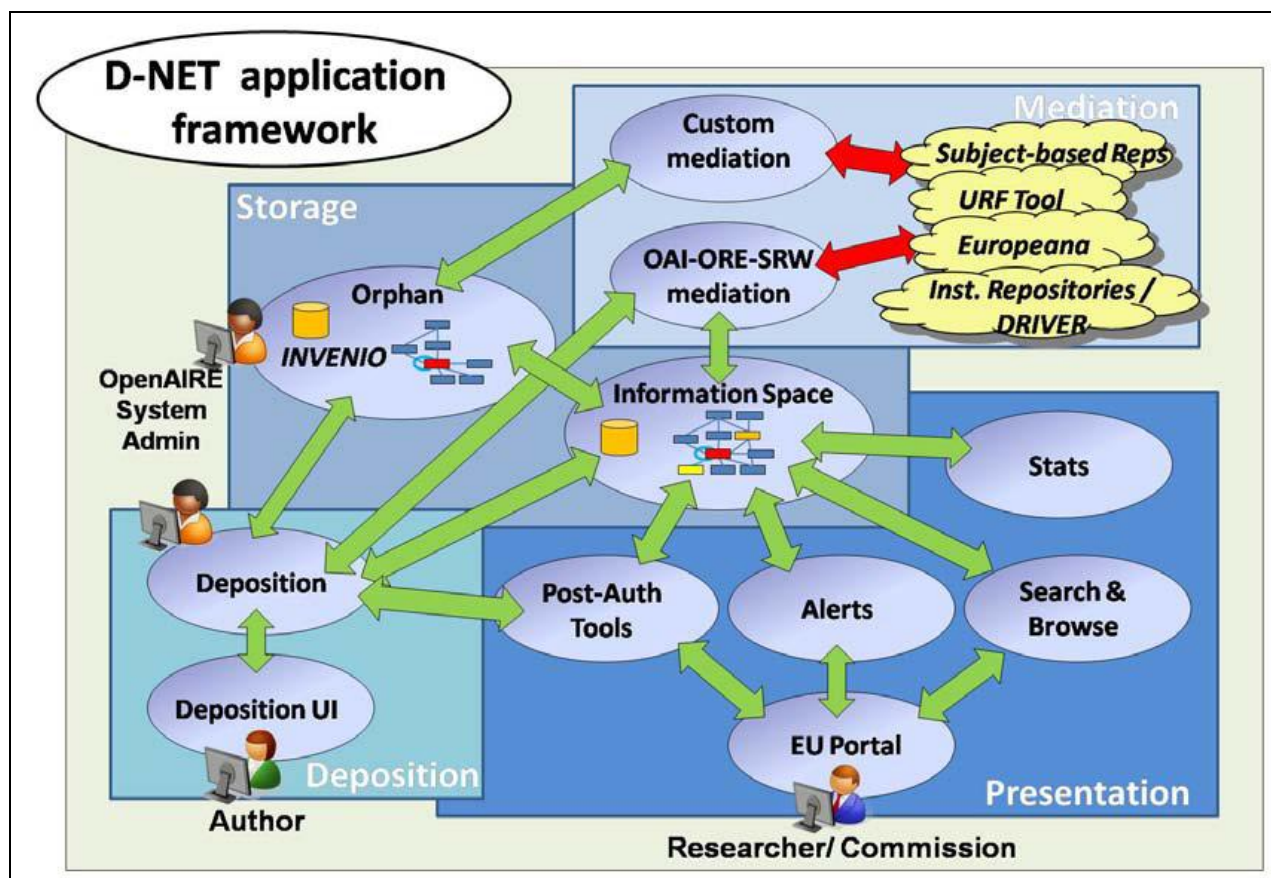 D-NET application
framework
Mediation
Custom
mediation
Subject-based Reps
URF Tool
Europeana
Inst. Repositories /
DRIVER
OAI-ORE-SRW
mediation
Storage
Orphan
INVENIO
OpenAIRE
System
Admin
Information Space
Stats
Deposition
Post-Auth
Tools
Alerts
Search &
Browse
Deposition UI
EU Portal
Deposition
Presentation
Author
Researcher/ Commission